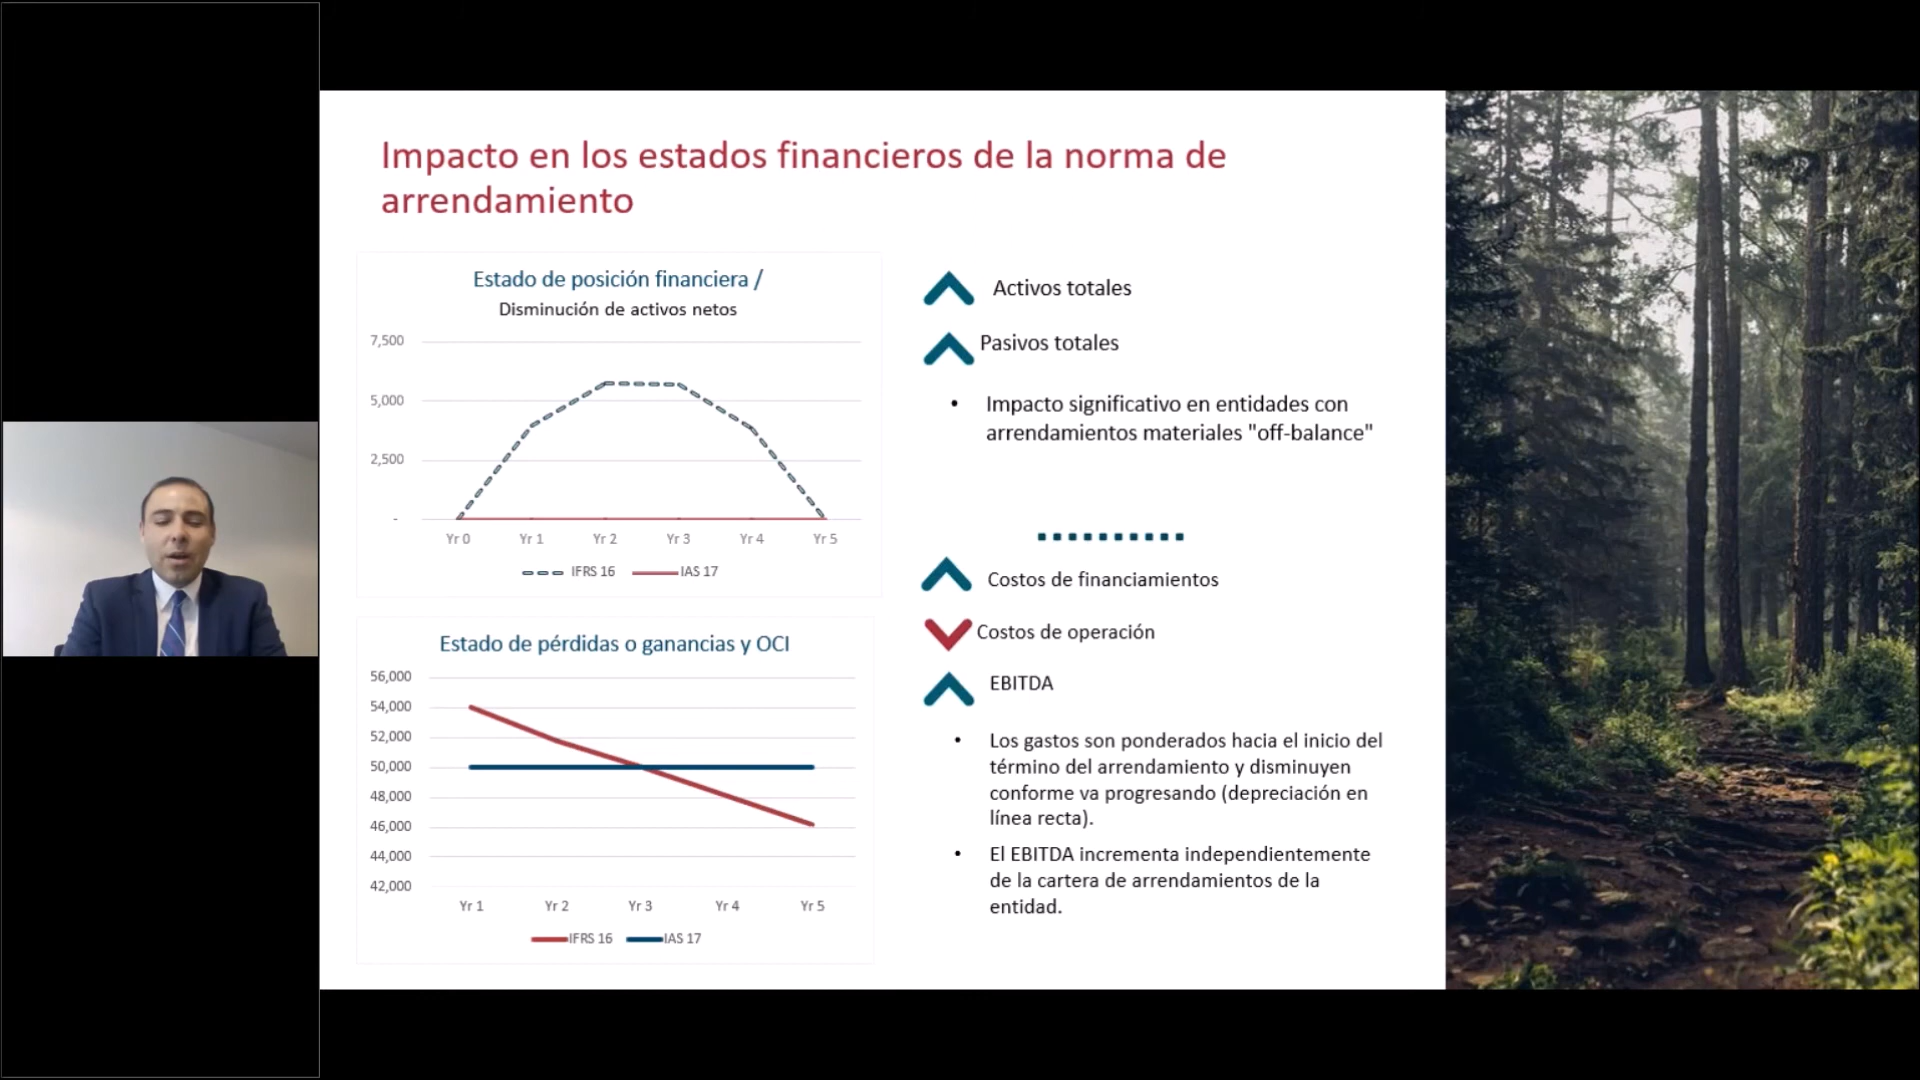 Impacto en los estados financieros de la norma de
arrendamiento
Estado de posición financiera /
Disminución de activos netos
7,500
5,000
2,500
-
Yr 0 Yr 1 Yr 2 Yr 3 Yr 4 Yr 5
IFRS 16 IAS 17
Estado de pérdidas o ganancias y OCI
56,000
54,000
52,000
50,000
48,000
46,000
44,000
42,000
Yr 1 Yr 2 Yr 3 Yr 4 Yr 5
IFRS 16 IAS 17
Activos totales
Pasivos totales
• Impacto significativo en entidades con
arrendamientos materiales "off-balance"
Costos de financiamientos
Costos de operación
EBITDA
• Los gastos son ponderados hacia el inicio del
término del arrendamiento y disminuyen
conforme va progresando (depreciación en
línea recta).
• El EBITDA incrementa independientemente
de la cartera de arrendamientos de la
entidad.